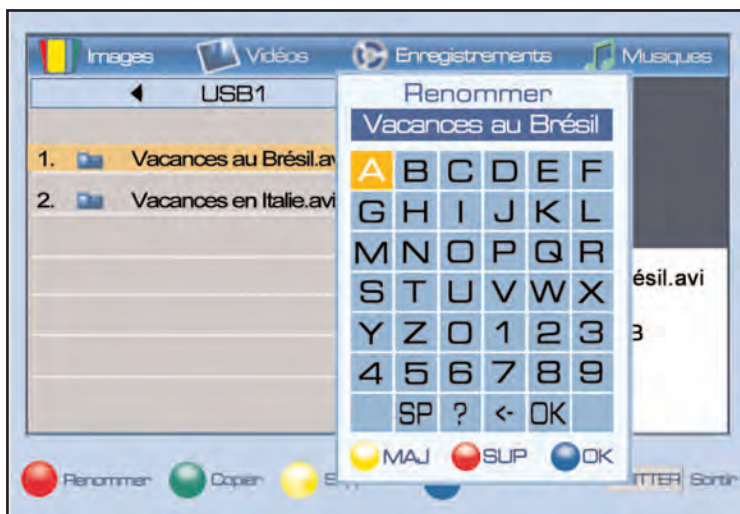 Images Vidéos Enregistrements Musiques
USB1
1. Vacances au Brésil.av
2. Vacances en Italie.avi
Renommer
Vacances au Brésil
A B C D E F
G H I J K L
M N O P Q R
S T U V W X
Y Z 0 1 2 3
4 5 6 7 8 9
SP ? <- OK
MAJ SUP OK
ésil.avi
Renommer Copier Sortir